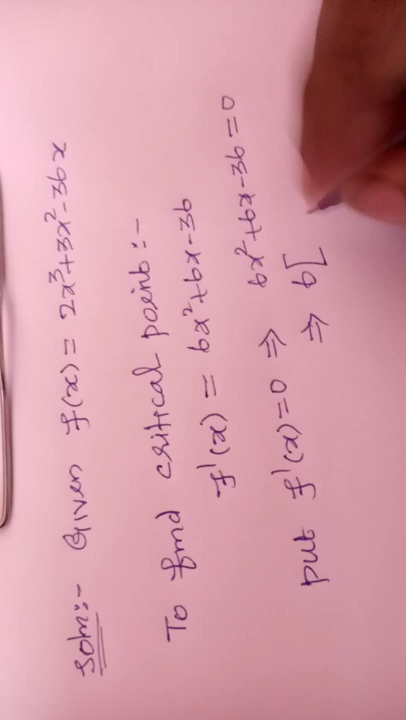 Soln:- Given f(x) = 2x³+3x²-36x
To find critical point:-
f'(x) = 6x²+6x-36
put f'(x)=0 ⇒ 6x²+6x-36=0
⇒ 6[